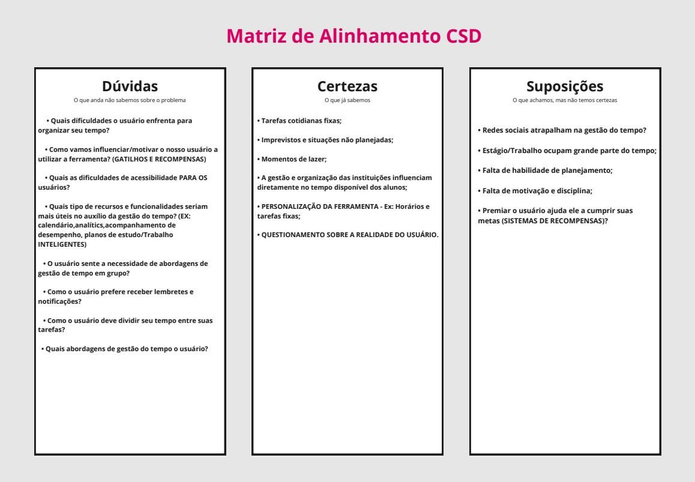 Matriz de Alinhamento CSD
Dúvidas
O que anda não sabemos sobre o problema
• Quais dificuldades o usuário enfrenta para
organizar seu tempo?
• Como vamos influenciar/motivar o nosso usuário a
utilizar a ferramenta? (GATILHOS E RECOMPENSAS)
• Quais as dificuldades de acessibilidade PARA OS
usuários?
• Quais tipo de recursos e funcionalidades seriam
mais úteis no auxílio da gestão do tempo? (EX:
calendário,analítics,acompanhamento de
desempenho, planos de estudo/Trabalho
INTELIGENTES)
• O usuário sente a necessidade de abordagens de
gestão de tempo em grupo?
• Como o usuário prefere receber lembretes e
notificações?
• Como o usuário deve dividir seu tempo entre suas
tarefas?
• Quais abordagens de gestão do tempo o usuário?
Certezas
O que já sabemos
• Tarefas cotidianas fixas;
• Imprevistos e situações não planejadas;
• Momentos de lazer;
• A gestão e organização das instituições influenciam
diretamente no tempo disponível dos alunos;
• PERSONALIZAÇÃO DA FERRAMENTA - Ex: Horários e
tarefas fixas;
• QUESTIONAMENTO SOBRE A REALIDADE DO USUÁRIO.
Suposições
O que achamos, mas não temos certezas
• Redes sociais atrapalham na gestão do tempo?
• Estágio/Trabalho ocupam grande parte do tempo;
• Falta de habilidade de planejamento;
• Falta de motivação e disciplina;
• Premiar o usuário ajuda ele a cumprir suas
metas (SISTEMAS DE RECOMPENSAS)?